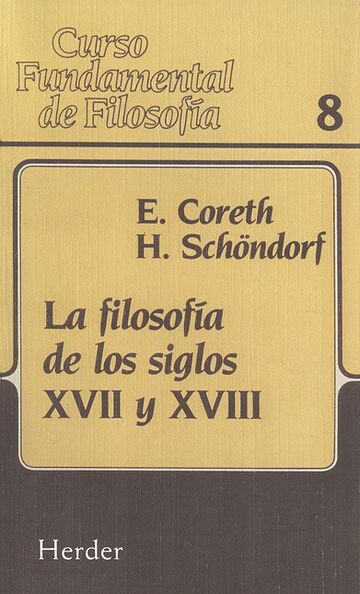 Curso
Fundamental
de Filosofía
8
E. Coreth
H. Schöndorf
La filosofía
de los siglos
XVII y XVIII
Herder